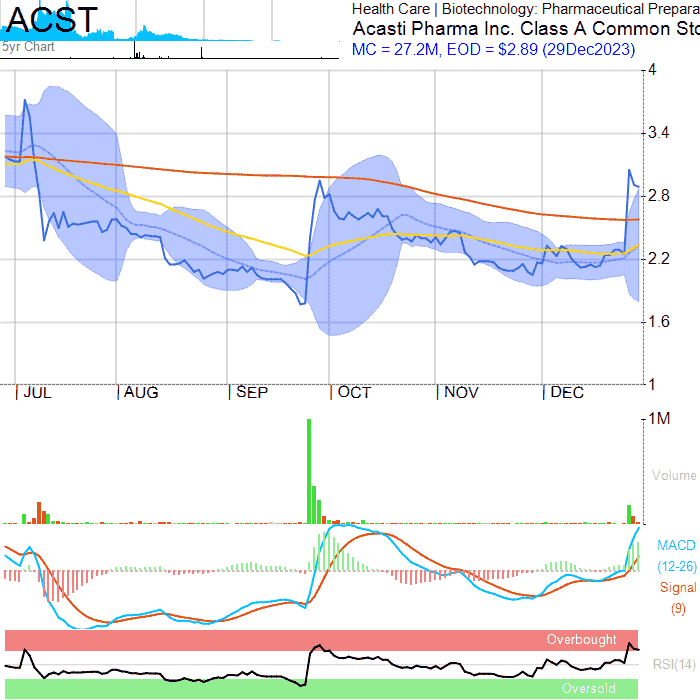 ACST
5yr Chart
Health Care | Biotechnology: Pharmaceutical Prepara
Acasti Pharma Inc. Class A Common Sto
MC = 27.2M, EOD = $2.89 (29Dec2023)
4
3.4
2.8
2.2
1.6
1
JUL AUG SEP OCT NOV DEC
1M
Volume
MACD
(12-26)
Signal
(9)
Overbought
RSI(14)
Oversold